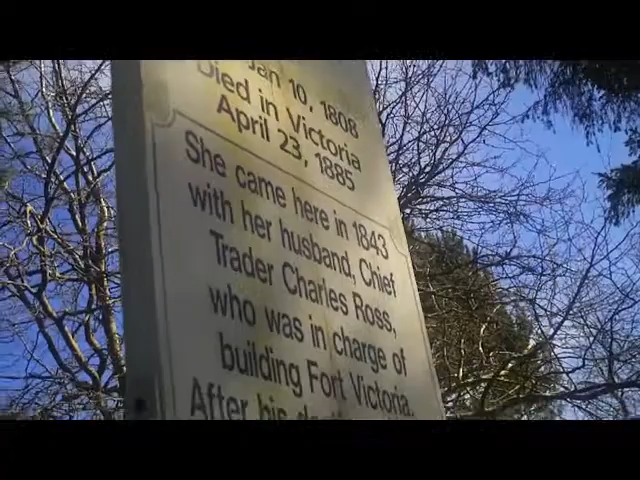 Jan 10, 1808
Died in Victoria
April 23, 1885
She came here in 1843
with her husband, Chief
Trader Charles Ross,
who was in charge of
building Fort Victoria.
After his